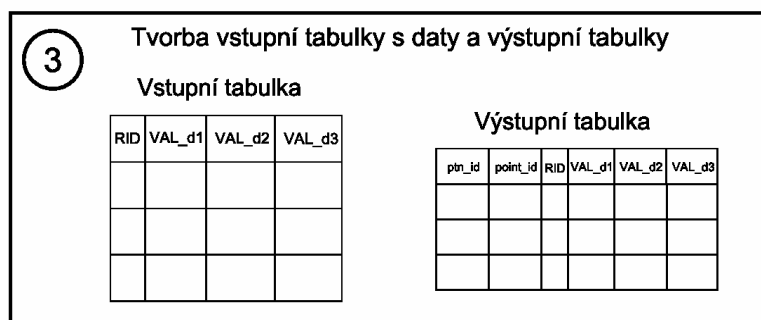 3
Tvorba vstupní tabulky s daty a výstupní tabulky
Vstupní tabulka
RID VAL_d1 VAL_d2 VAL_d3
Výstupní tabulka
ptn_id point_id RID VAL_d1 VAL_d2 VAL_d3